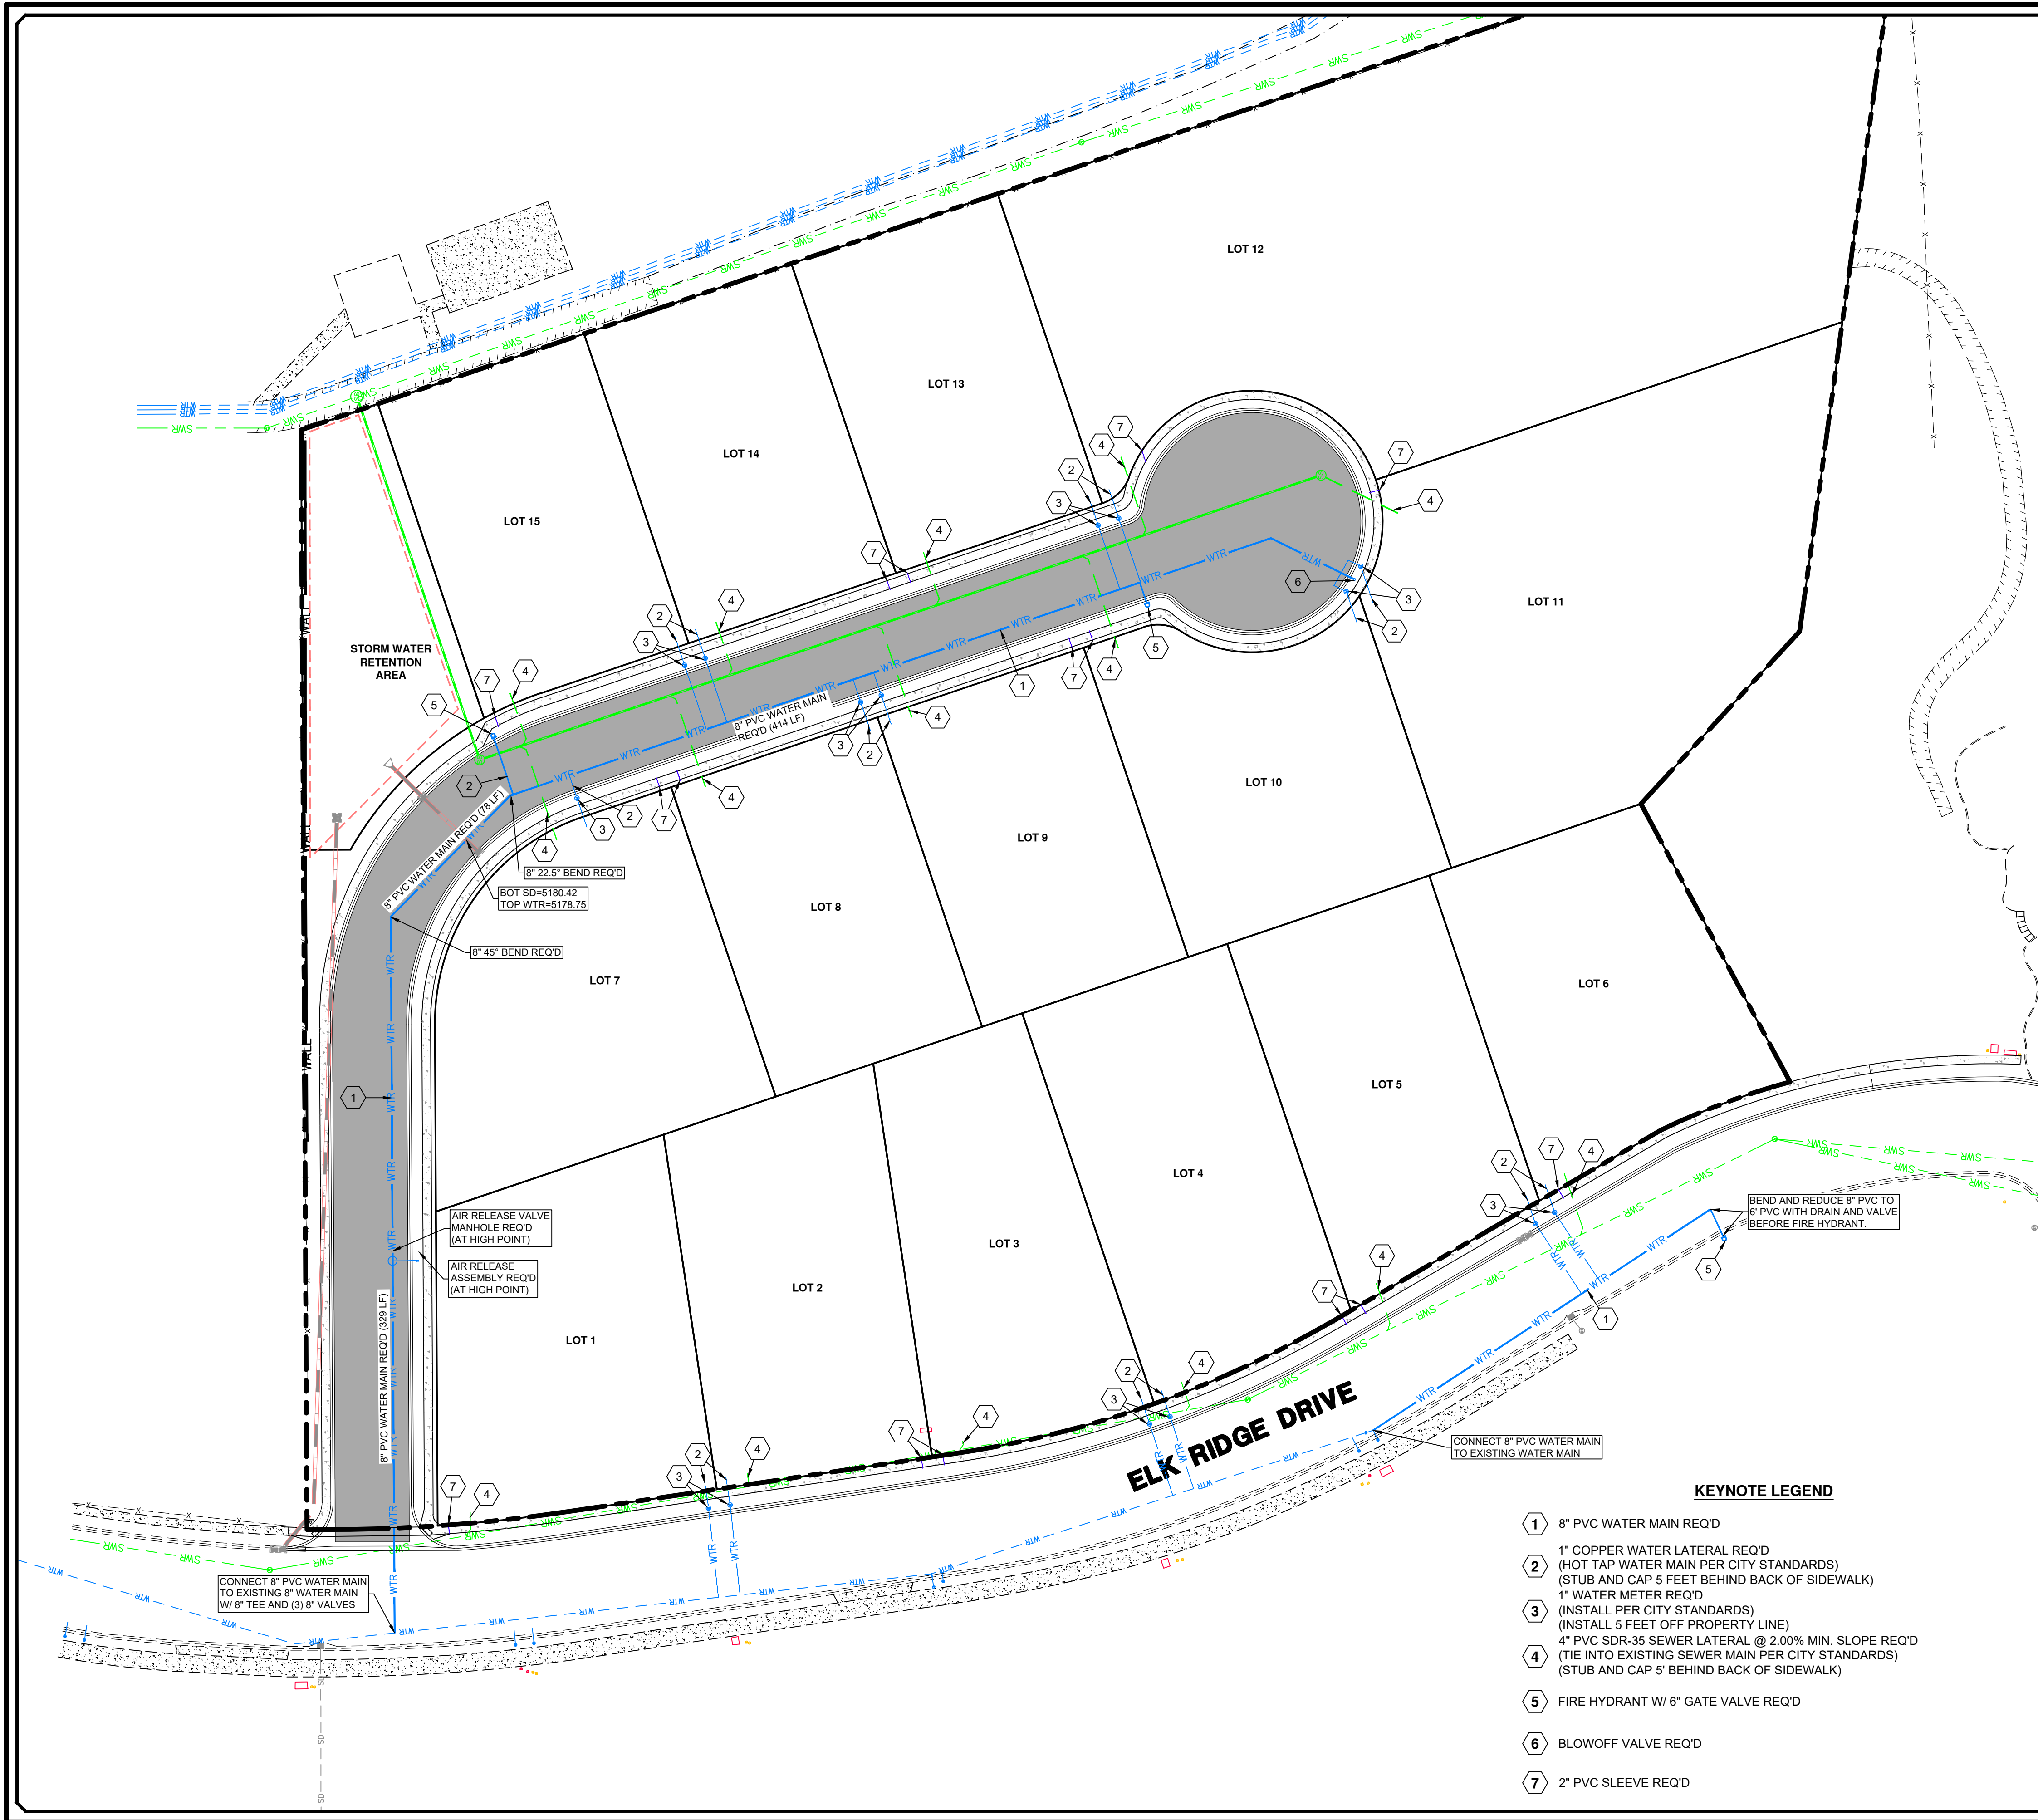 LOT 12
LOT 13
LOT 14
LOT 15
LOT 11
LOT 10
LOT 9
LOT 8
LOT 7
LOT 6
LOT 5
LOT 4
LOT 3
LOT 2
LOT 1
STORM WATER
RETENTION
AREA
WALL
WALL
WALL
8" PVC WATER MAIN
REQ'D (414 LF)
8" PVC WATER MAIN REQ'D (78 LF)
8" 22.5° BEND REQ'D
BOT SD=5180.42
TOP WTR=5178.75
8" 45° BEND REQ'D
AIR RELEASE VALVE
MANHOLE REQ'D
(AT HIGH POINT)
AIR RELEASE
ASSEMBLY REQ'D
(AT HIGH POINT)
8" PVC WATER MAIN REQ'D (329 LF)
BEND AND REDUCE 8" PVC TO
6' PVC WITH DRAIN AND VALVE
BEFORE FIRE HYDRANT.
CONNECT 8" PVC WATER MAIN
TO EXISTING WATER MAIN
ELK RIDGE DRIVE
CONNECT 8" PVC WATER MAIN
TO EXISTING 8" WATER MAIN
W/ 8" TEE AND (3) 8" VALVES
KEYNOTE LEGEND
1 8" PVC WATER MAIN REQ'D
1" COPPER WATER LATERAL REQ'D
2 (HOT TAP WATER MAIN PER CITY STANDARDS)
(STUB AND CAP 5 FEET BEHIND BACK OF SIDEWALK)
1" WATER METER REQ'D
3 (INSTALL PER CITY STANDARDS)
(INSTALL 5 FEET OFF PROPERTY LINE)
4" PVC SDR-35 SEWER LATERAL @ 2.00% MIN. SLOPE REQ'D
4 (TIE INTO EXISTING SEWER MAIN PER CITY STANDARDS)
(STUB AND CAP 5' BEHIND BACK OF SIDEWALK)
5 FIRE HYDRANT W/ 6" GATE VALVE REQ'D
6 BLOWOFF VALVE REQ'D
7 2" PVC SLEEVE REQ'D